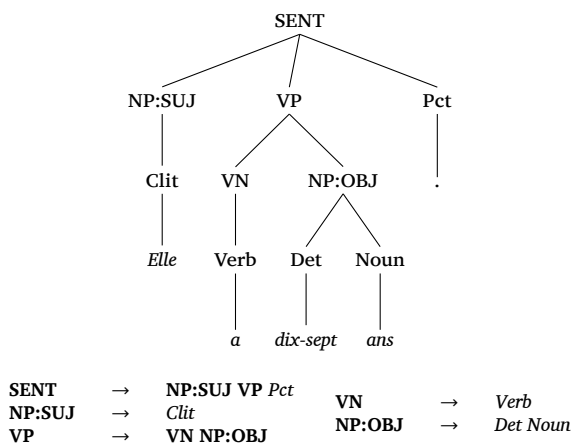 SENT
NP:SUJ VP Pct
Clit VN NP:OBJ .
Elle Verb Det Noun
a dix-sept ans
SENT → NP:SUJ VP Pct
NP:SUJ → Clit
VP → VN NP:OBJ
VN → Verb
NP:OBJ → Det Noun